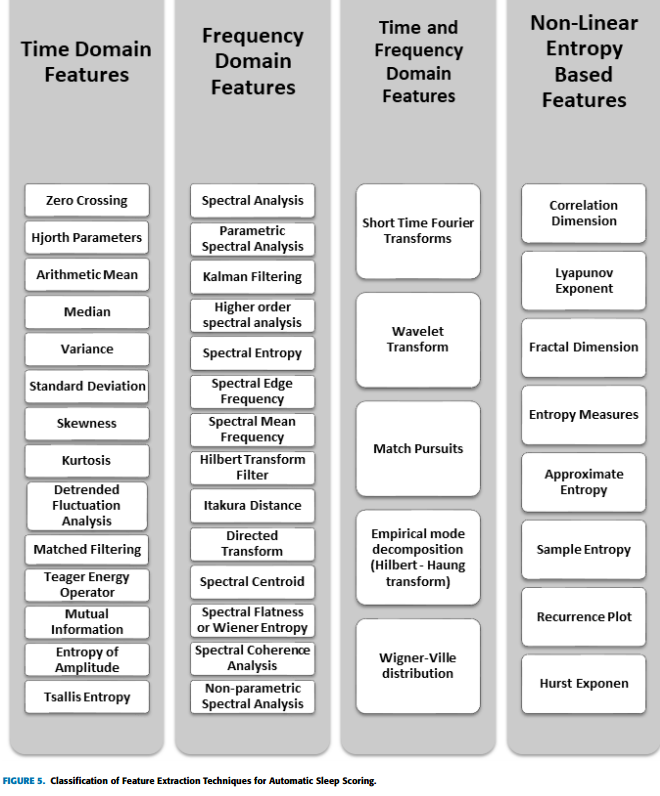 Time Domain
Features
Zero Crossing
Hjorth Parameters
Arithmetic Mean
Median
Variance
Standard Deviation
Skewness
Kurtosis
Detrended
Fluctuation
Analysis
Matched Filtering
Teager Energy
Operator
Mutual
Information
Entropy of
Amplitude
Tsallis Entropy
Frequency
Domain
Features
Spectral Analysis
Parametric
Spectral Analysis
Kalman Filtering
Higher order
spectral analysis
Spectral Entropy
Spectral Edge
Frequency
Spectral Mean
Frequency
Hilbert Transform
Filter
Itakura Distance
Directed
Transform
Spectral Centroid
Spectral Flatness
or Wiener Entropy
Spectral Coherence
Analysis
Non-parametric
Spectral Analysis
Time and
Frequency
Domain
Features
Short Time Fourier
Transforms
Wavelet
Transform
Match Pursuits
Empirical mode
decomposition
(Hilbert - Haung
transform)
Wigner-Ville
distribution
Non-Linear
Entropy
Based
Features
Correlation
Dimension
Lyapunov
Exponent
Fractal Dimension
Entropy Measures
Approximate
Entropy
Sample Entropy
Recurrence Plot
Hurst Exponen
FIGURE 5. Classification of Feature Extraction Techniques for Automatic Sleep Scoring.